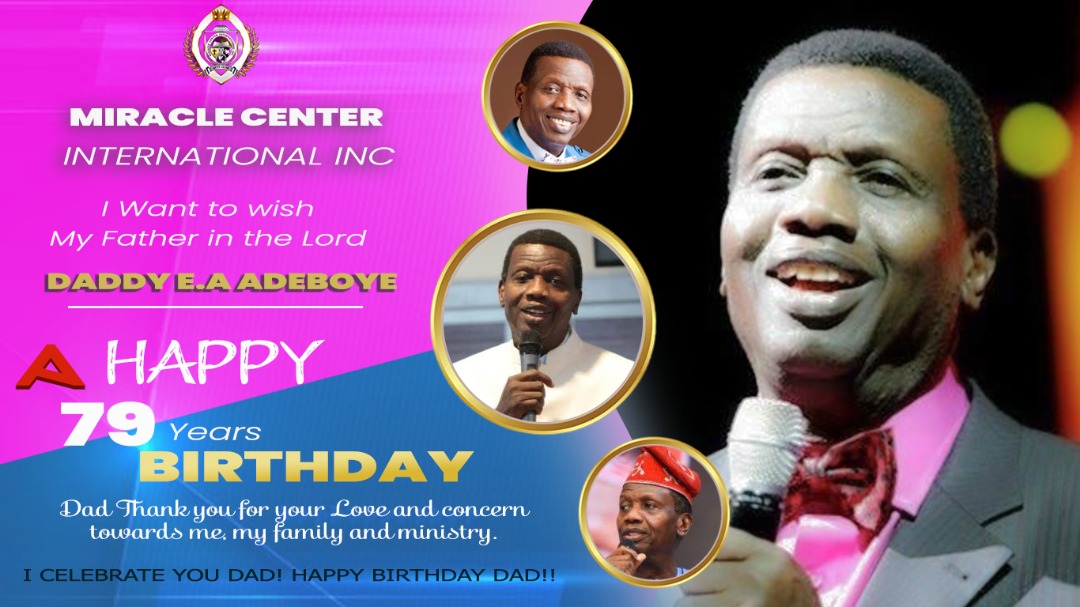 MIRACLE CENTER
INTERNATIONAL INC
I Want to wish
My Father in the Lord
DADDY E.A ADEBOYE
A HAPPY
79 Years
BIRTHDAY
Dad Thank you for your Love and concern
towards me, my family and ministry.
I CELEBRATE YOU DAD! HAPPY BIRTHDAY DAD!!